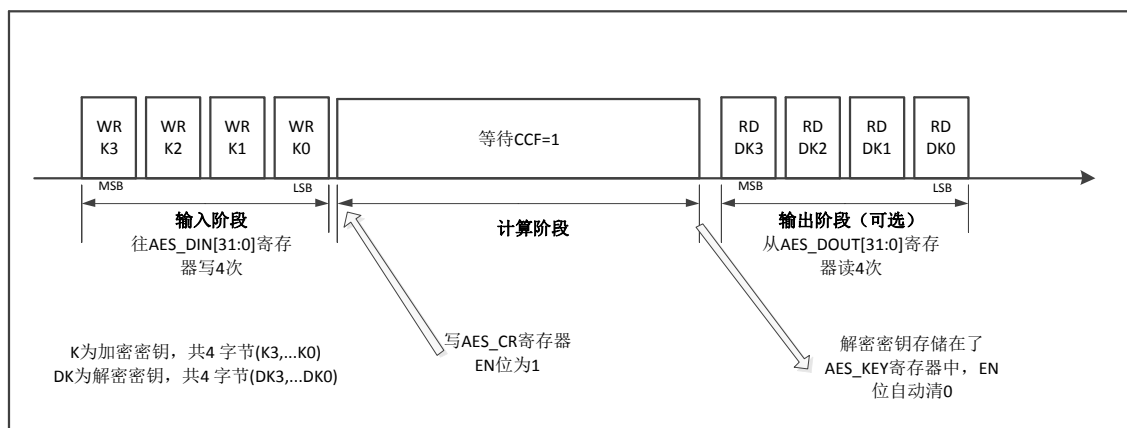 WR
K3
WR
K2
WR
K1
WR
K0
等待CCF=1
RD
DK3
RD
DK2
RD
DK1
RD
DK0
MSB
LSB
MSB
LSB
输入阶段
往AES_DIN[31:0]寄存
器写4次
计算阶段
输出阶段（可选）
从AES_DOUT[31:0]寄存
器读4次
写AES_CR寄存器
EN位为1
K为加密密钥，共4 字节(K3,...K0)
DK为解密密钥，共4 字节(DK3,...DK0)
解密密钥存储在了
AES_KEY寄存器中，EN
位自动清0